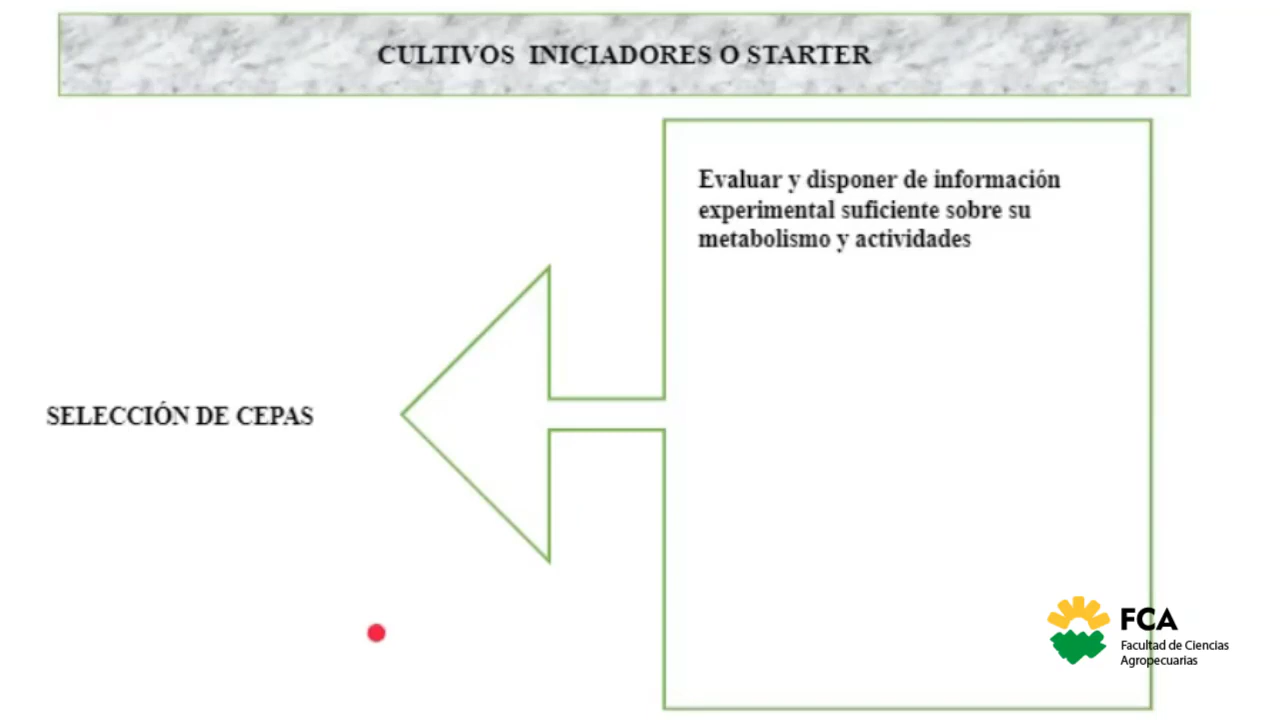 CULTIVOS INICIADORES O STARTER
Evaluar y disponer de información
experimental suficiente sobre su
metabolismo y actividades
SELECCIÓN DE CEPAS
FCA
Facultad de Ciencias
Agropecuarias